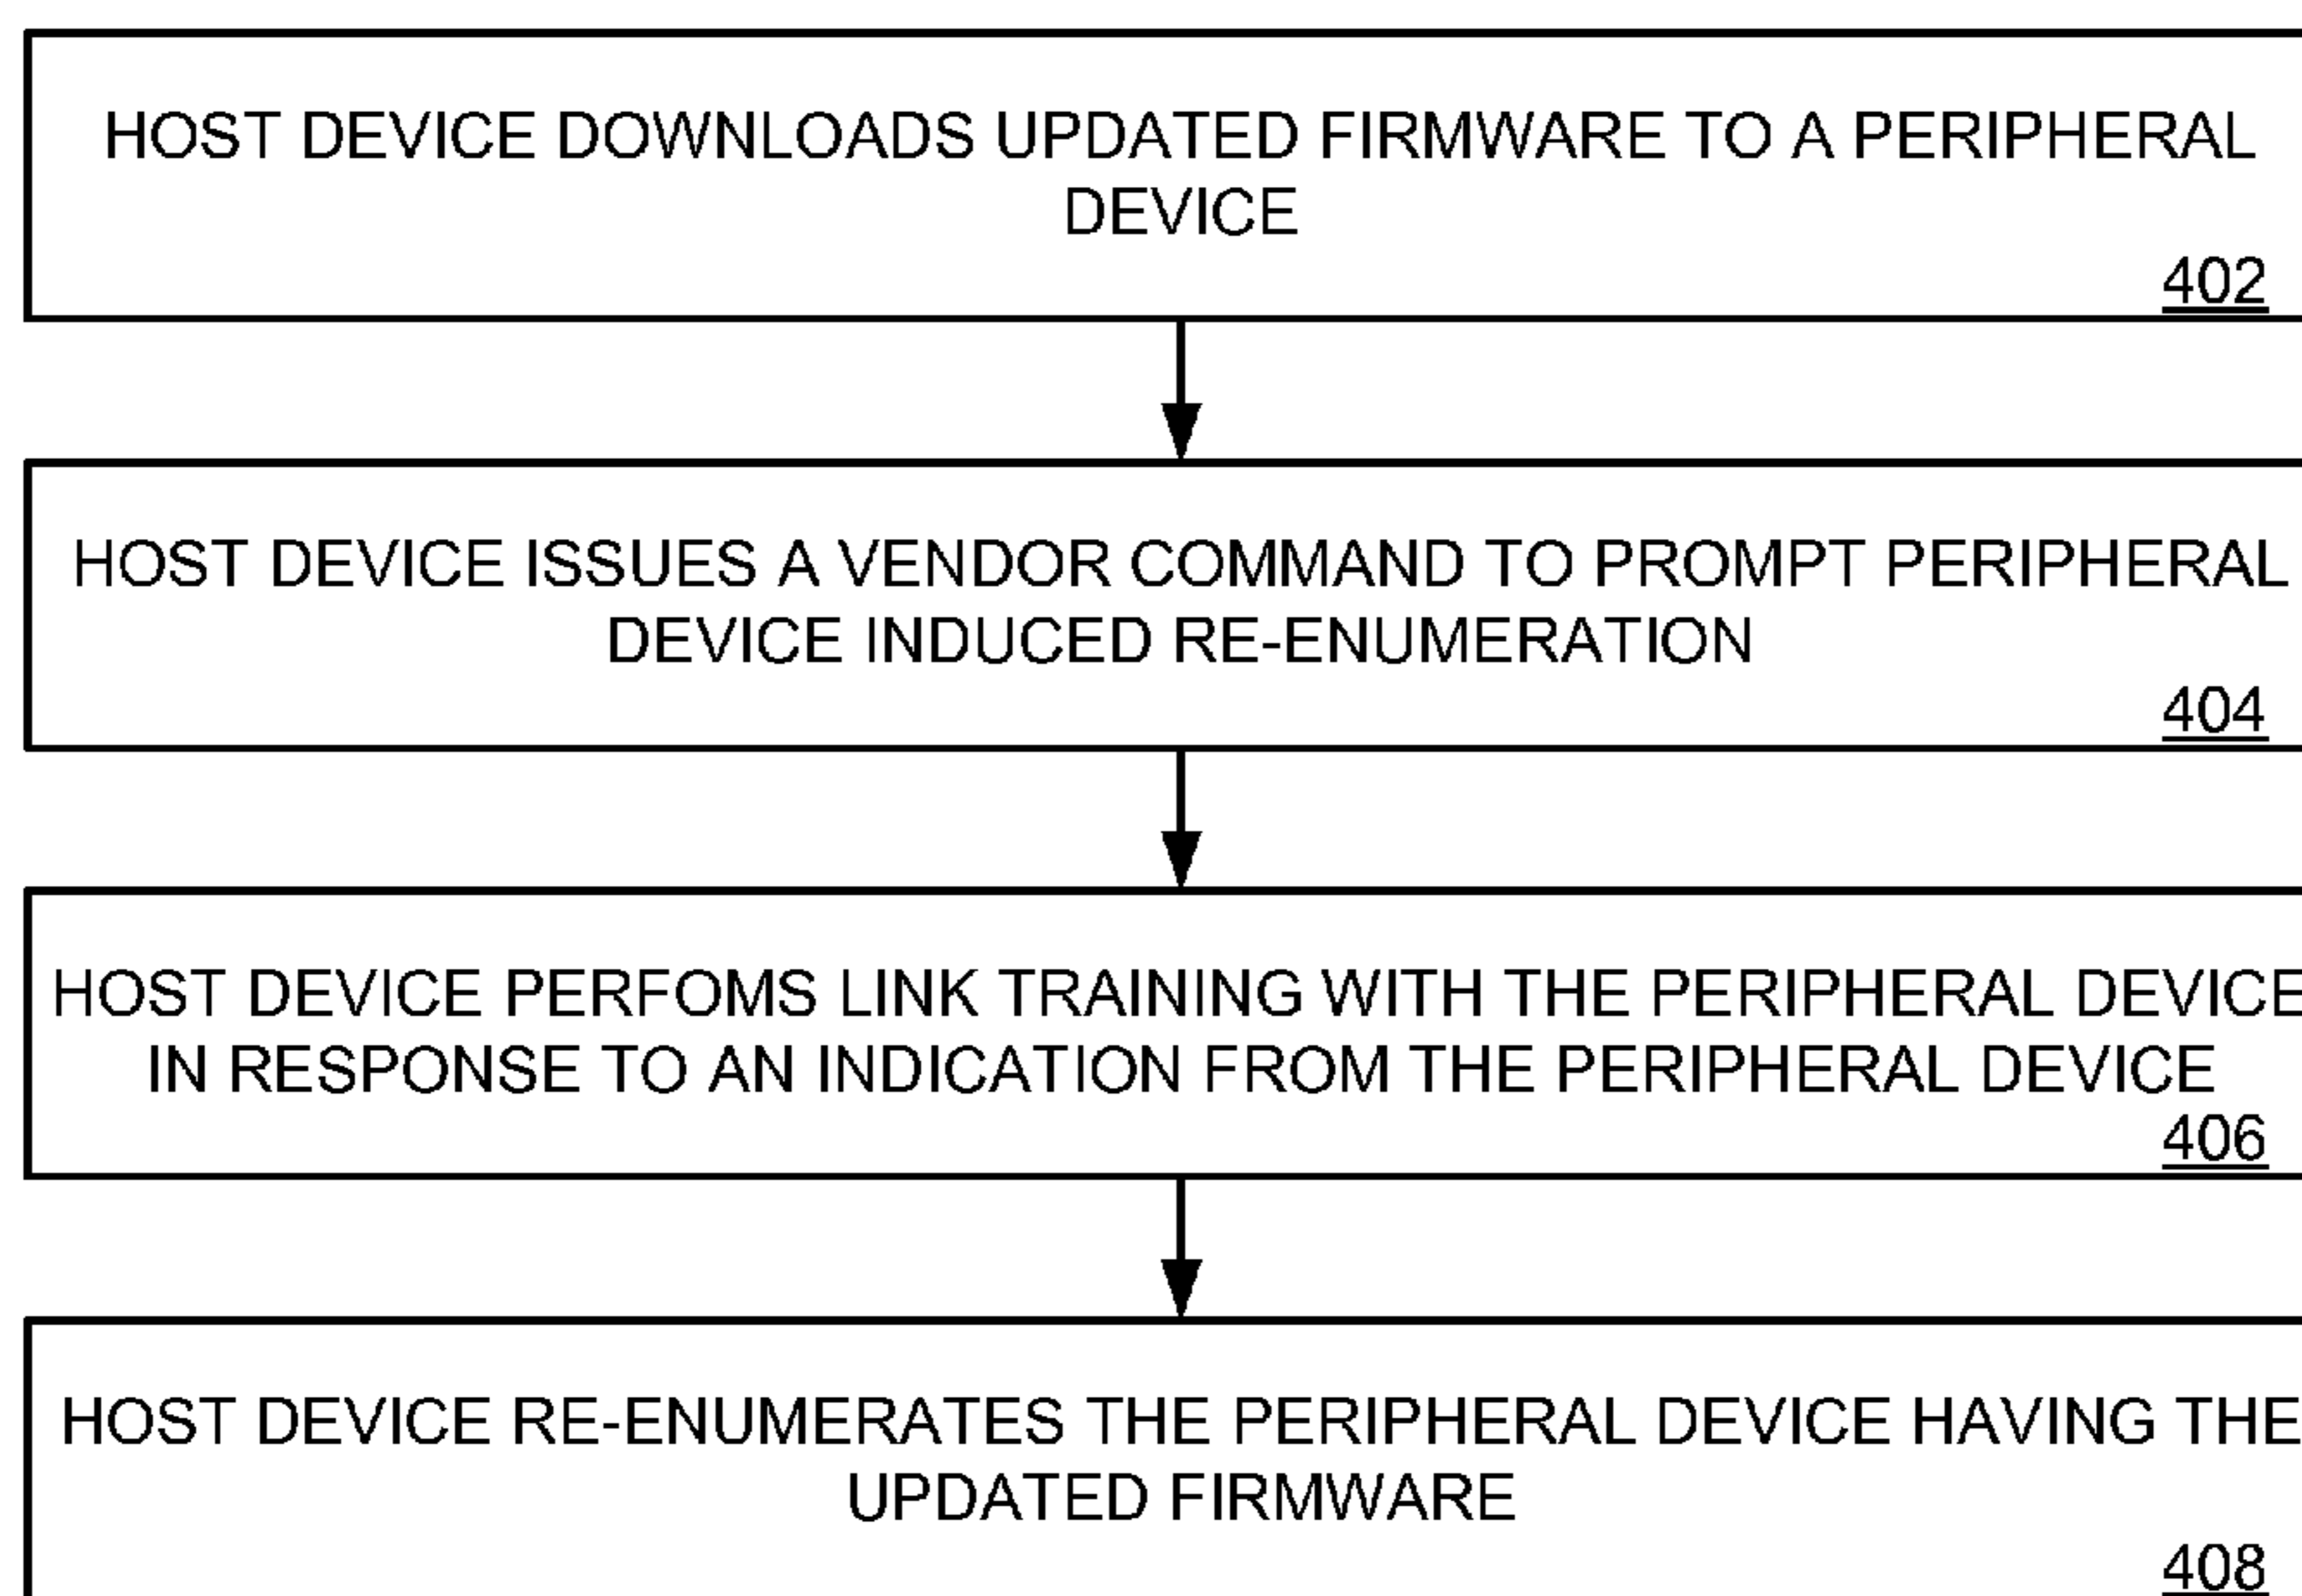 HOST DEVICE DOWNLOADS UPDATED FIRMWARE TO A PERIPHERAL
DEVICE
402
HOST DEVICE ISSUES A VENDOR COMMAND TO PROMPT PERIPHERAL
DEVICE INDUCED RE-ENUMERATION
404
HOST DEVICE PERFOMS LINK TRAINING WITH THE PERIPHERAL DEVICE
IN RESPONSE TO AN INDICATION FROM THE PERIPHERAL DEVICE
406
HOST DEVICE RE-ENUMERATES THE PERIPHERAL DEVICE HAVING THE
UPDATED FIRMWARE
408